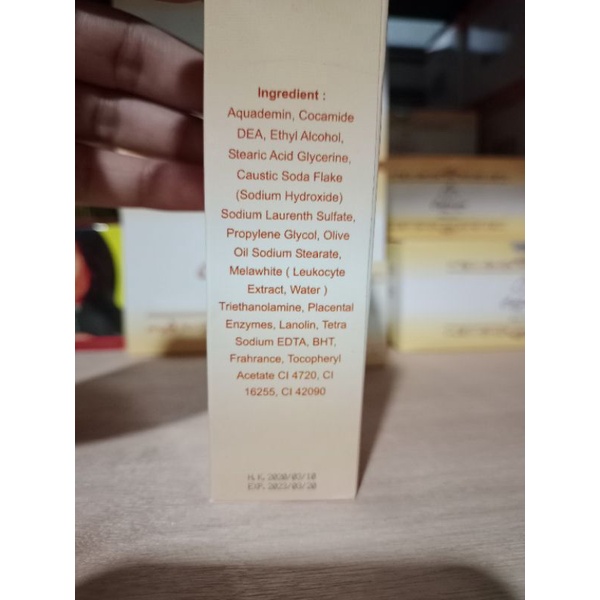 Ingredient :
Aquademin, Cocamide
DEA, Ethyl Alcohol,
Stearic Acid Glycerine,
Caustic Soda Flake
(Sodium Hydroxide)
Sodium Laurenth Sulfate,
Propylene Glycol, Olive
Oil Sodium Stearate,
Melawhite ( Leukocyte
Extract, Water )
Triethanolamine, Placental
Enzymes, Lanolin, Tetra
Sodium EDTA, BHT,
Frahrance, Tocopheryl
Acetate CI 4720, CI
16255, CI 42090